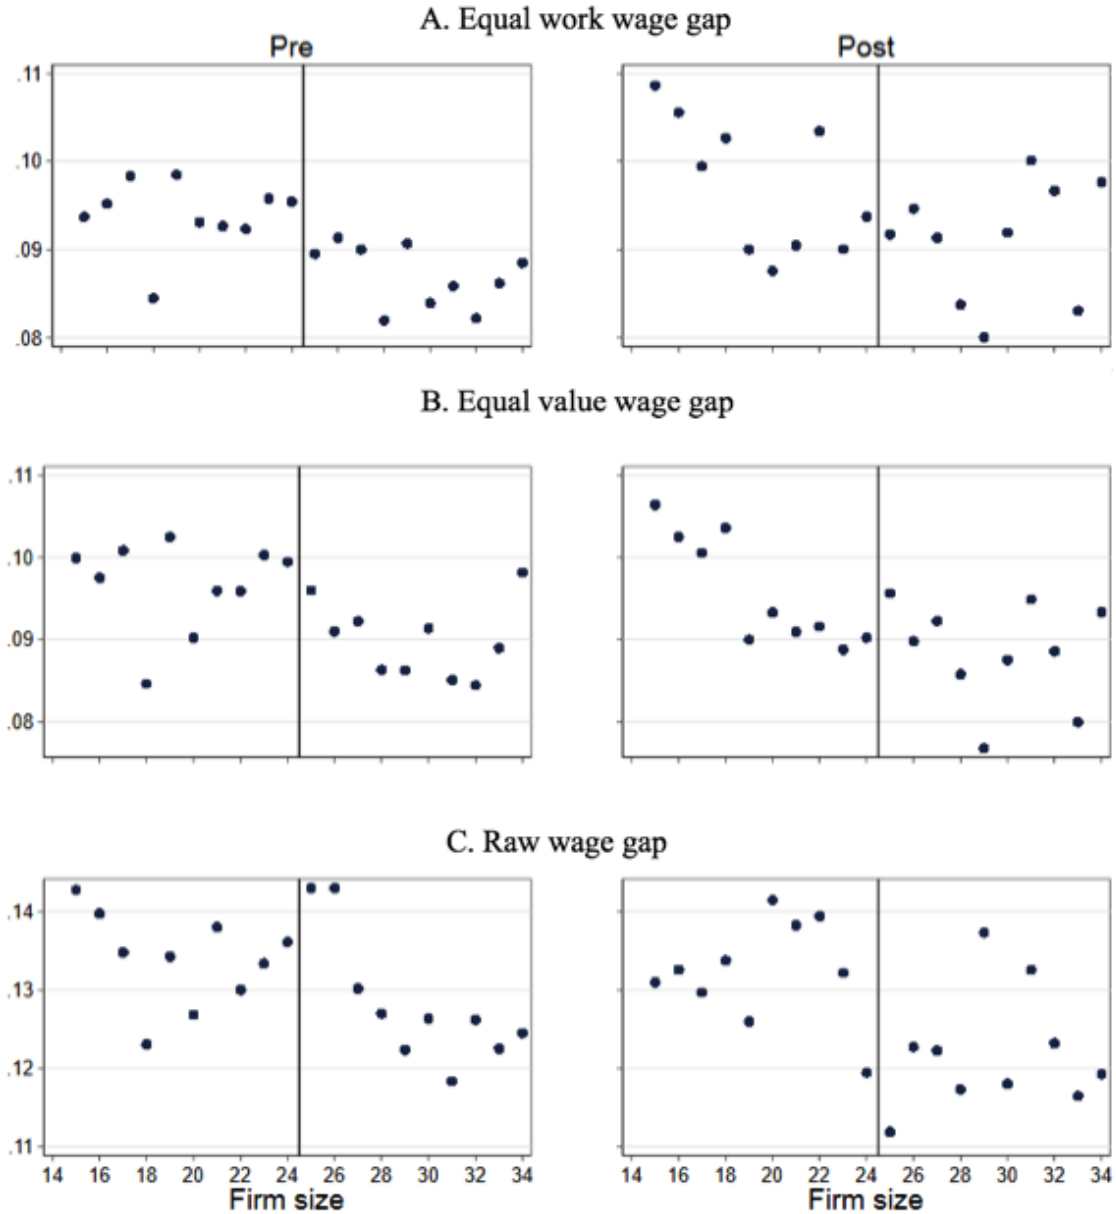 A. Equal work wage gap
Pre
Post
.11
.10
.09
.08
B. Equal value wage gap
.11
.10
.09
.08
C. Raw wage gap
.14
.13
.12
.11
14 16 18 20 22 24 26 28 30 32 34
14 16 18 20 22 24 26 28 30 32 34
Firm size
Firm size